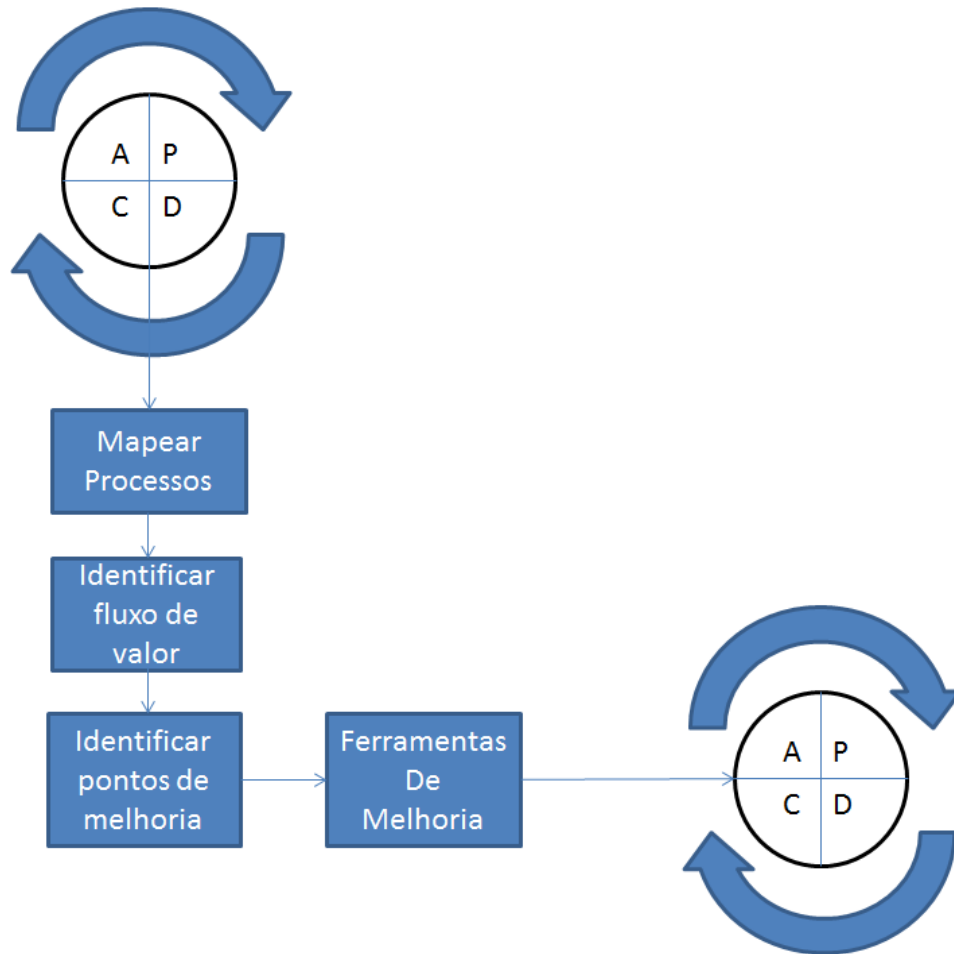 A P
C D
Mapear
Processos
Identificar
fluxo de
valor
Identificar
pontos de
melhoria
Ferramentas
De
Melhoria
A P
C D